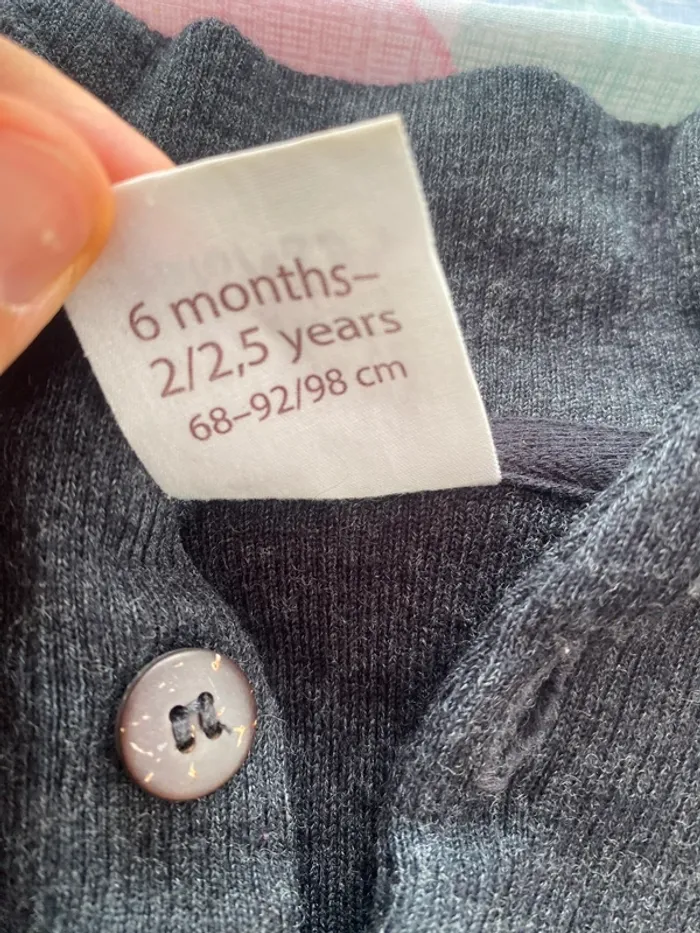 6 months–
2/2,5 years
68–92/98 cm